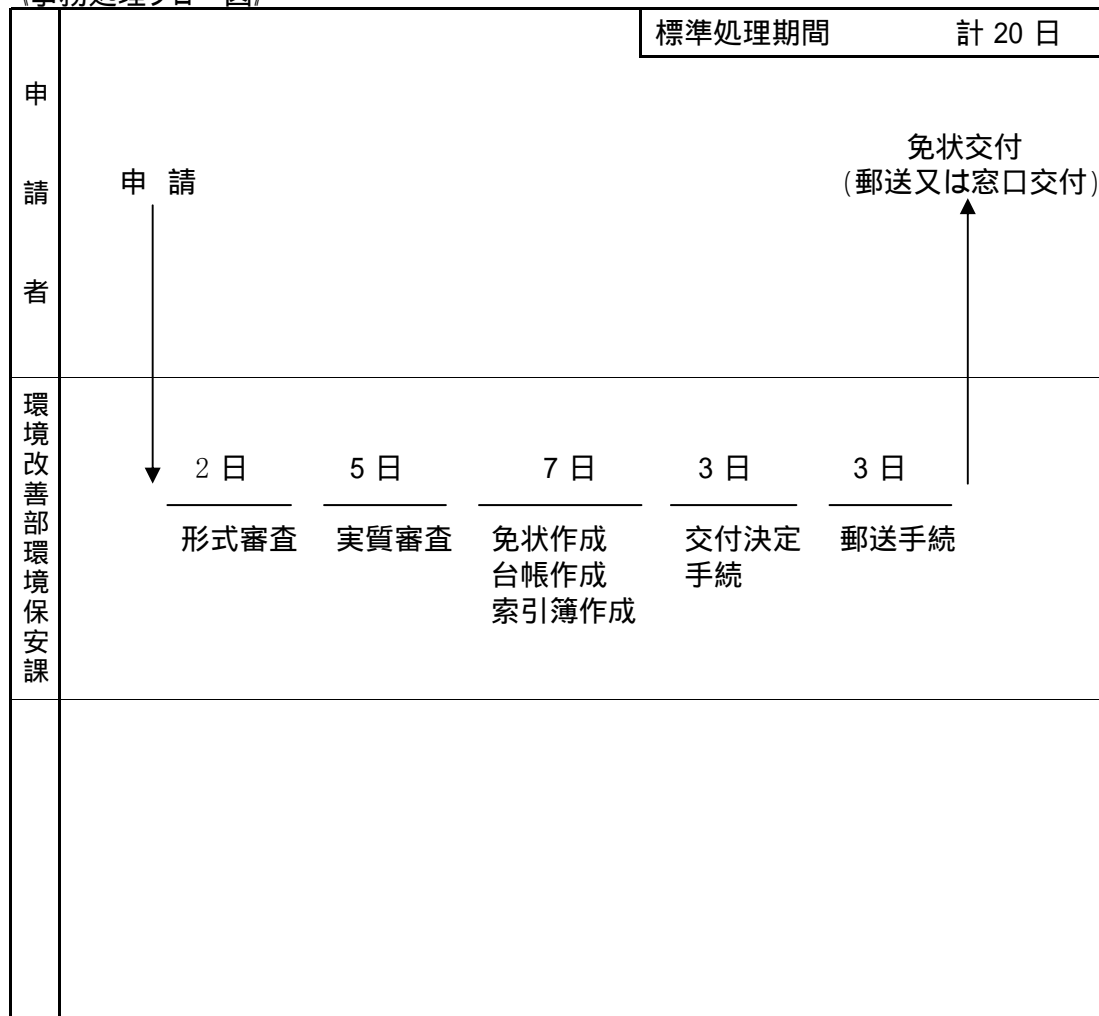 標準処理期間 計 20 日
申請者
申 請
免状交付
(郵送又は窓口交付)
環境改善部環境保安課
2 日 5 日 7 日 3 日 3 日
形式審査 実質審査 免状作成 交付決定 郵送手続
台帳作成 手続
索引簿作成